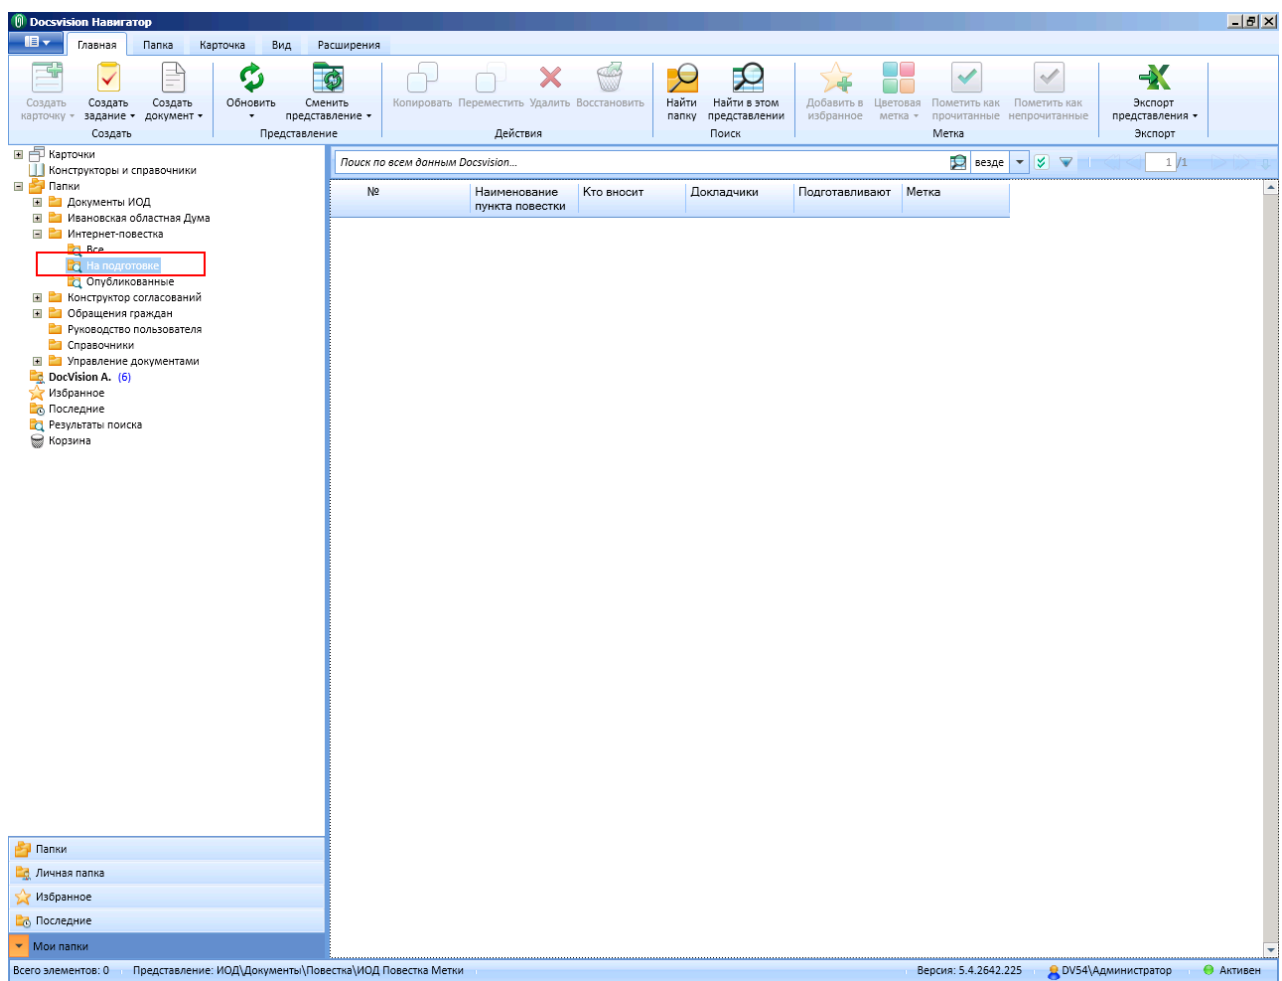 Docsvision Навигатор
Главная Папка Карточка Вид Расширения
Создать карточку
Создать задание
Создать документ
Обновить
Сменить представление
Копировать Переместить Удалить Восстановить
Найти папку
Найти в этом представлении
Добавить в избранное
Цветовая метка
Пометить как прочитанные
Пометить как непрочитанные
Экспорт представления
Создать Представление Действия Поиск Метка Экспорт
Карточки
Конструкторы и справочники
Папки
Документы ИОД
Ивановская областная Дума
Интернет-повестка
Все
На подготовке
Опубликованные
Конструктор согласований
Обращения граждан
Руководство пользователя
Справочники
Управление документами
DocVision А. (6)
Избранное
Последние
Результаты поиска
Корзина
Поиск по всем данным Docsvision... везде 1 /1
№ Наименование пункта повестки Кто вносит Докладчики Подготавливают Метка
Папки
Личная папка
Избранное
Последние
Мои папки
Всего элементов: 0 Представление: ИОД\Документы\Повестка\ИОД Повестка Метки Версия: 5.4.2642.225 DV54\Администратор Активен